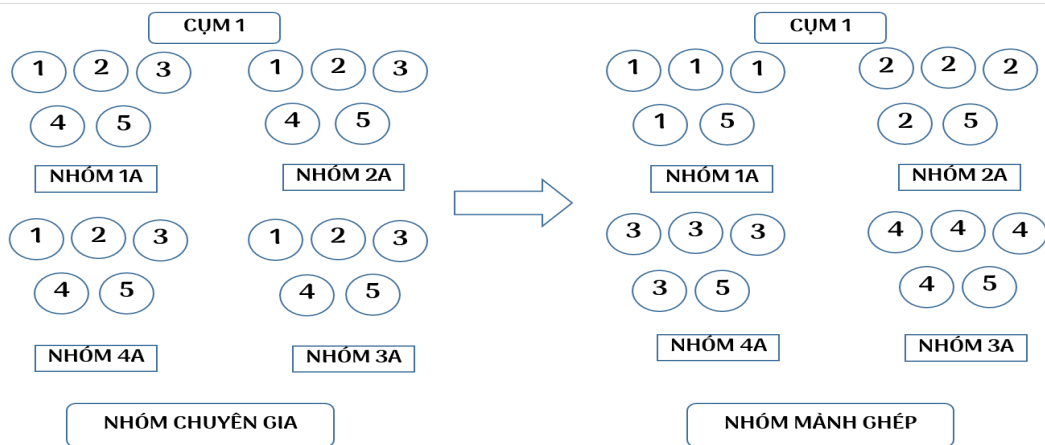 CỤM 1
1 2 3
4 5
NHÓM 1A
1 2 3
4 5
NHÓM 2A
1 2 3
4 5
NHÓM 4A
1 2 3
4 5
NHÓM 3A
NHÓM CHUYÊN GIA
CỤM 1
1 1 1
1 5
NHÓM 1A
2 2 2
2 5
NHÓM 2A
3 3 3
3 5
NHÓM 4A
4 4 4
4 5
NHÓM 3A
NHÓM MẢNH GHÉP